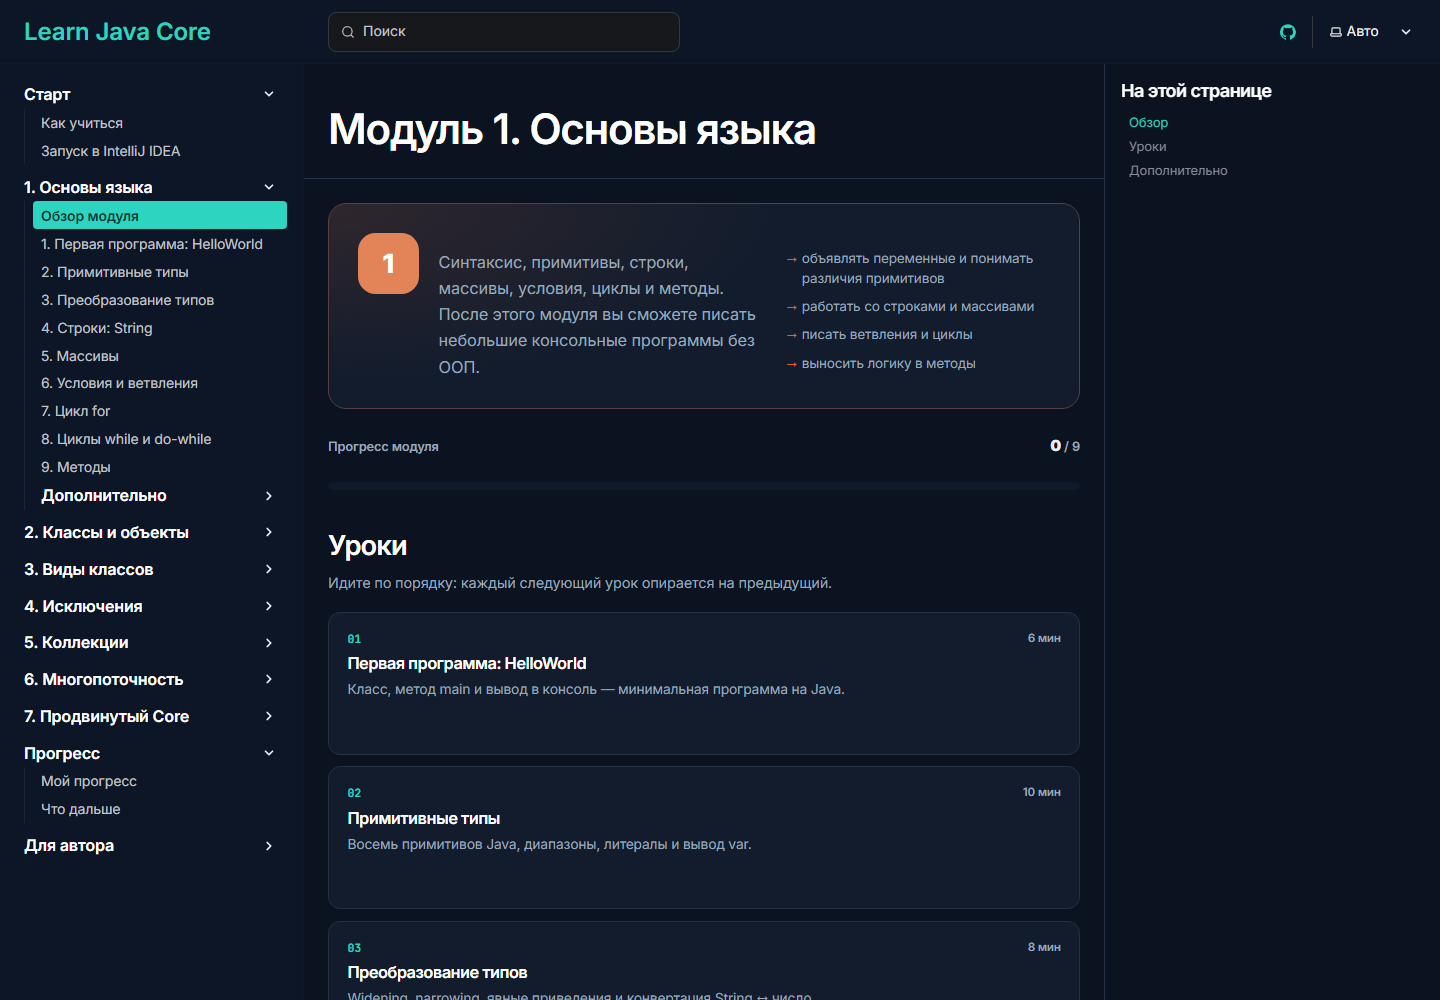 Learn Java Core
Поиск
Авто
Старт
Как учиться
Запуск в IntelliJ IDEA
1. Основы языка
Обзор модуля
1. Первая программа: HelloWorld
2. Примитивные типы
3. Преобразование типов
4. Строки: String
5. Массивы
6. Условия и ветвления
7. Цикл for
8. Циклы while и do-while
9. Методы
Дополнительно
2. Классы и объекты
3. Виды классов
4. Исключения
5. Коллекции
6. Многопоточность
7. Продвинутый Core
Прогресс
Мой прогресс
Что дальше
Для автора
Модуль 1. Основы языка
1
Синтаксис, примитивы, строки,
массивы, условия, циклы и методы.
После этого модуля вы сможете писать
небольшие консольные программы без
ООП.
→ объявлять переменные и понимать
различия примитивов
→ работать со строками и массивами
→ писать ветвления и циклы
→ выносить логику в методы
Прогресс модуля
0 / 9
Уроки
Идите по порядку: каждый следующий урок опирается на предыдущий.
01
6 мин
Первая программа: HelloWorld
Класс, метод main и вывод в консоль — минимальная программа на Java.
02
10 мин
Примитивные типы
Восемь примитивов Java, диапазоны, литералы и вывод var.
03
8 мин
Преобразование типов
Widening, narrowing, явные приведения и конвертация String ↔ число.
На этой странице
Обзор
Уроки
Дополнительно